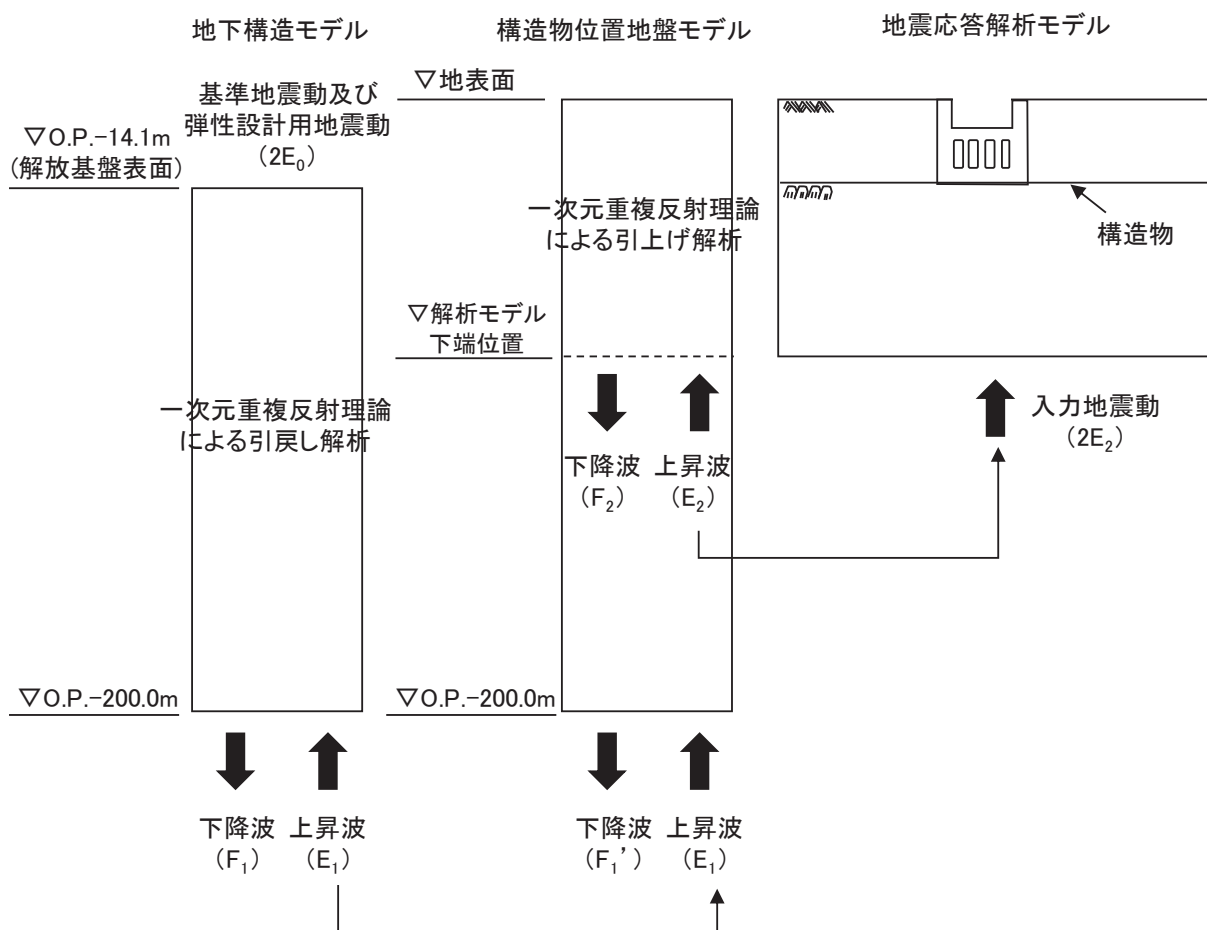 地下構造モデル
基準地震動及び
弾性設計用地震動
(2E₀)
▽O.P.-14.1m
(解放基盤表面)
一次元重複反射理論
による引戻し解析
▽O.P.-200.0m
下降波
(F₁)
上昇波
(E₁)
構造物位置地盤モデル
▽地表面
一次元重複反射理論
による引上げ解析
▽解析モデル
下端位置
下降波
(F₂)
上昇波
(E₂)
▽O.P.-200.0m
下降波
(F₁')
上昇波
(E₁)
地震応答解析モデル
構造物
入力地震動
(2E₂)